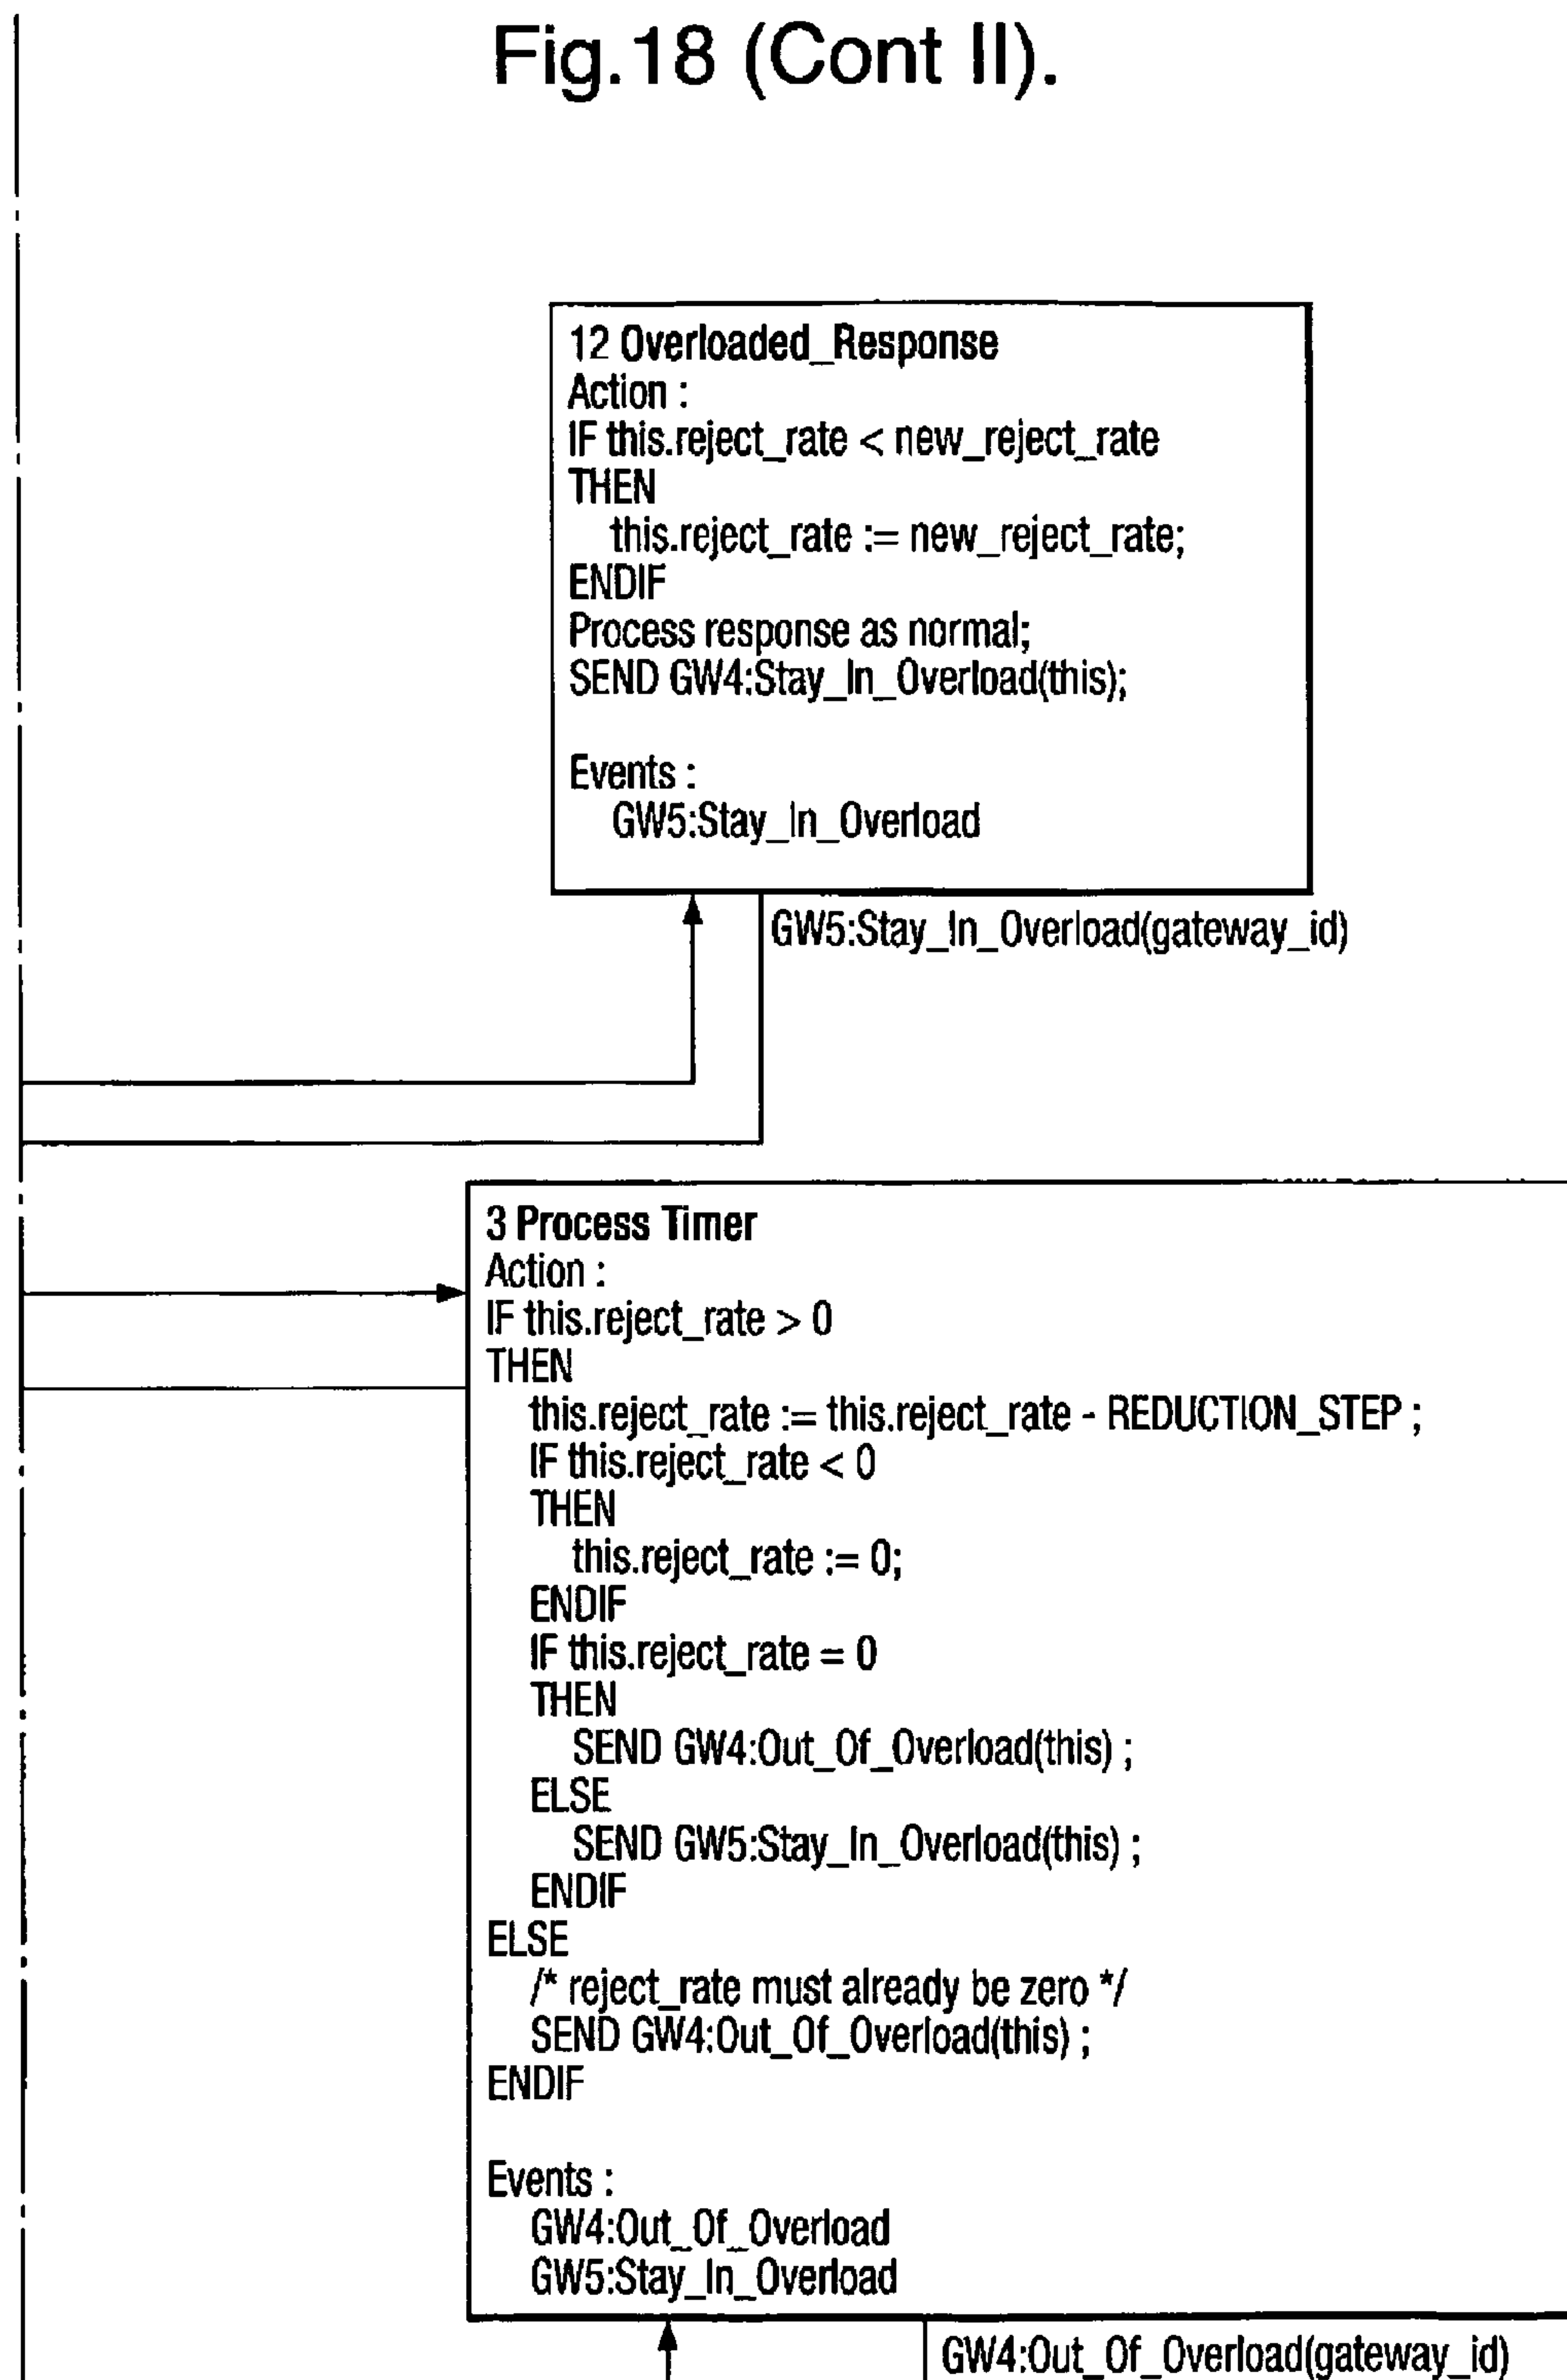 Fig.18 (Cont II).
12 Overloaded_Response
Action :
IF this.reject_rate < new_reject_rate
THEN
this.reject_rate := new_reject_rate;
ENDIF
Process response as normal;
SEND GW4:Stay_In_Overload(this);
Events :
GW5:Stay_In_Overload
GW5:Stay_In_Overload(gateway_id)
3 Process Timer
Action :
IF this.reject_rate > 0
THEN
this.reject_rate := this.reject_rate - REDUCTION_STEP ;
IF this.reject_rate < 0
THEN
this.reject_rate := 0;
ENDIF
IF this.reject_rate = 0
THEN
SEND GW4:Out_Of_Overload(this) ;
ELSE
SEND GW5:Stay_In_Overload(this) ;
ENDIF
ELSE
/* reject_rate must already be zero */
SEND GW4:Out_Of_Overload(this) ;
ENDIF
Events :
GW4:Out_Of_Overload
GW5:Stay_In_Overload
GW4:Out_Of_Overload(gateway_id)